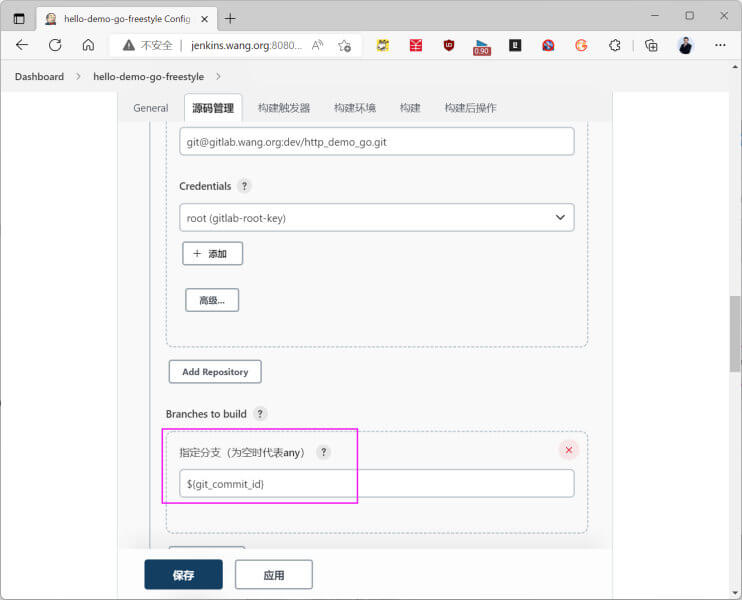 hello-demo-go-freestyle Config
不安全 jenkins.wang.org:8080...
0.90
Dashboard hello-demo-go-freestyle
General 源码管理 构建触发器 构建环境 构建 构建后操作
git@gitlab.wang.org:dev/http_demo_go.git
Credentials ?
root (gitlab-root-key)
+ 添加
高级...
Add Repository
Branches to build ?
指定分支（为空时代表any） ?
${git_commit_id}
保存 应用